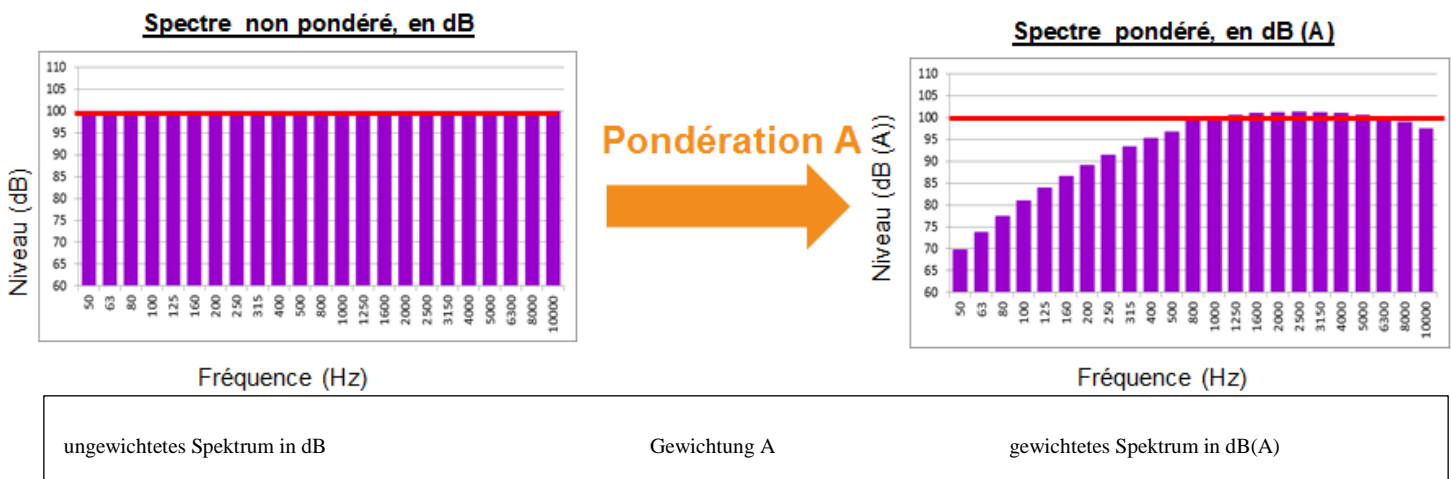 Spectre non pondéré, en dB
Niveau (dB)
110
105
100
95
90
85
80
75
70
65
60
50 63 80 100 125 160 200 250 315 400 500 800 1000 1250 1600 2000 2500 3150 4000 5000 6300 8000 10000
Fréquence (Hz)
Pondération A
Spectre pondéré, en dB (A)
Niveau (dB (A))
110
105
100
95
90
85
80
75
70
65
60
50 63 80 100 125 160 200 250 315 400 500 800 1000 1250 1600 2000 2500 3150 4000 5000 6300 8000 10000
Fréquence (Hz)
ungewichtetes Spektrum in dB Gewichtung A gewichtetes Spektrum in dB(A)